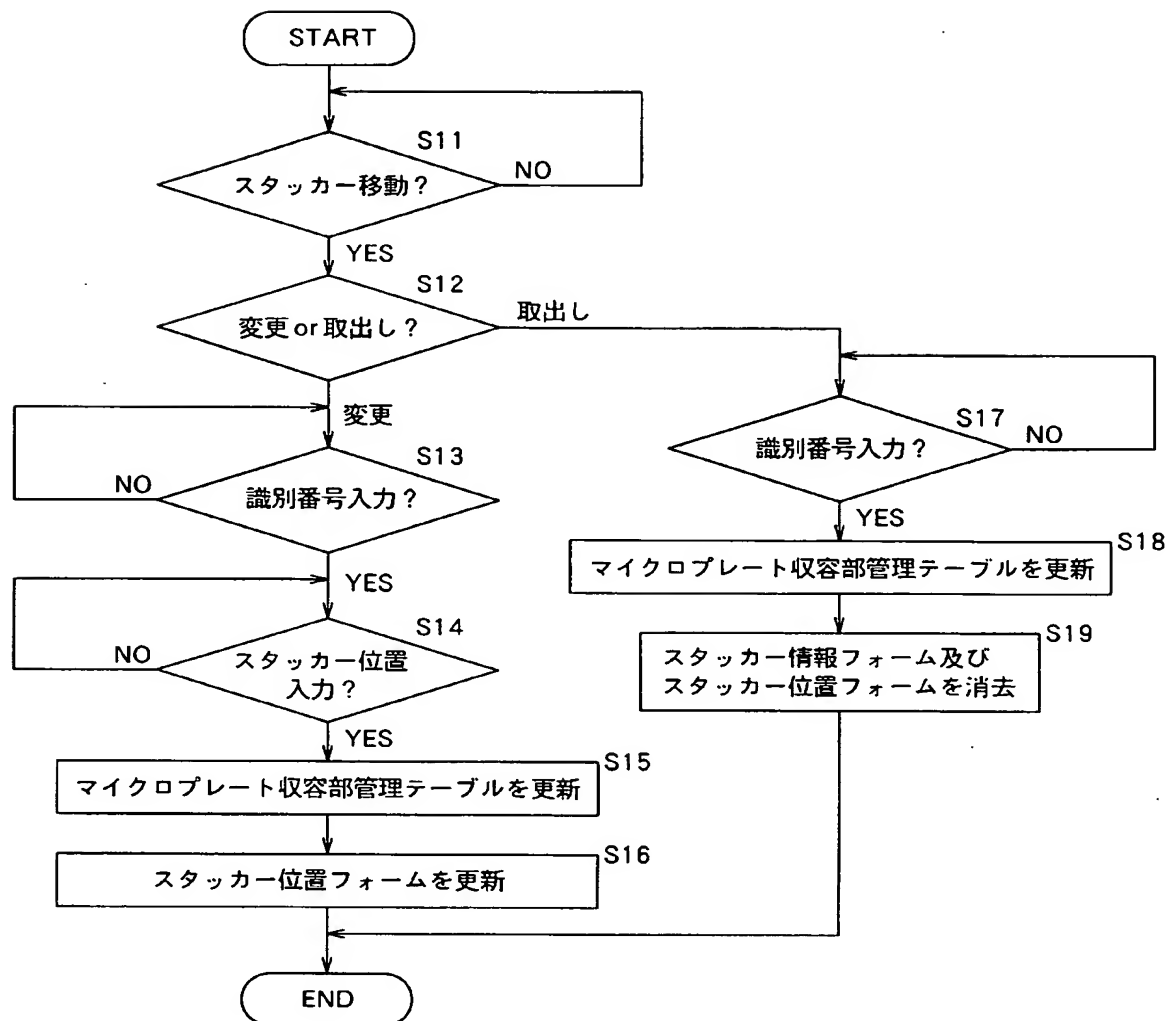 START
S11
スタッカー移動?
NO
YES
S12
変更or取出し?
取出し
変更
S13
識別番号入力?
NO
YES
S14
スタッカー位置
入力?
NO
YES
S15
マイクロプレート収容部管理テーブルを更新
S16
スタッカー位置フォームを更新
S17
識別番号入力?
NO
YES
S18
マイクロプレート収容部管理テーブルを更新
S19
スタッカー情報フォーム及び
スタッカー位置フォームを消去
END